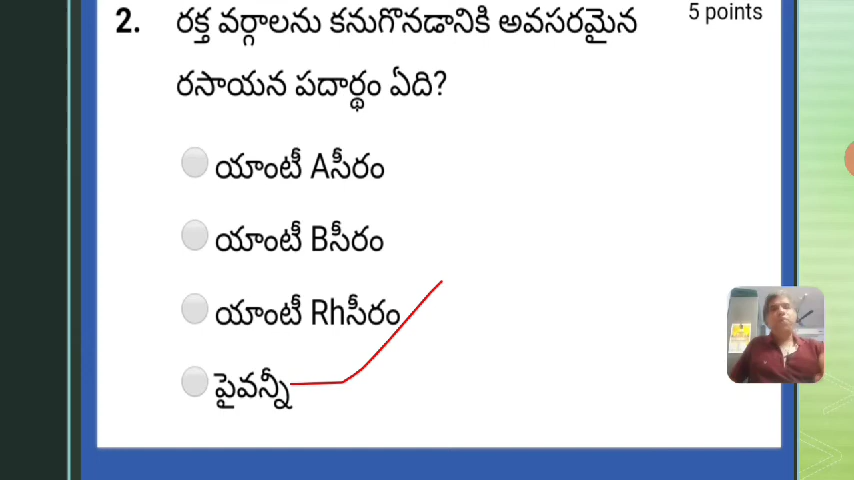 2. రక్త వర్గాలను కనుగొనడానికి అవసరమైన 5 points
రసాయన పదార్థం ఏది?
యాంటీ Aసీరం
యాంటీ Bసీరం
యాంటీ Rhసీరం
పైవన్నీ